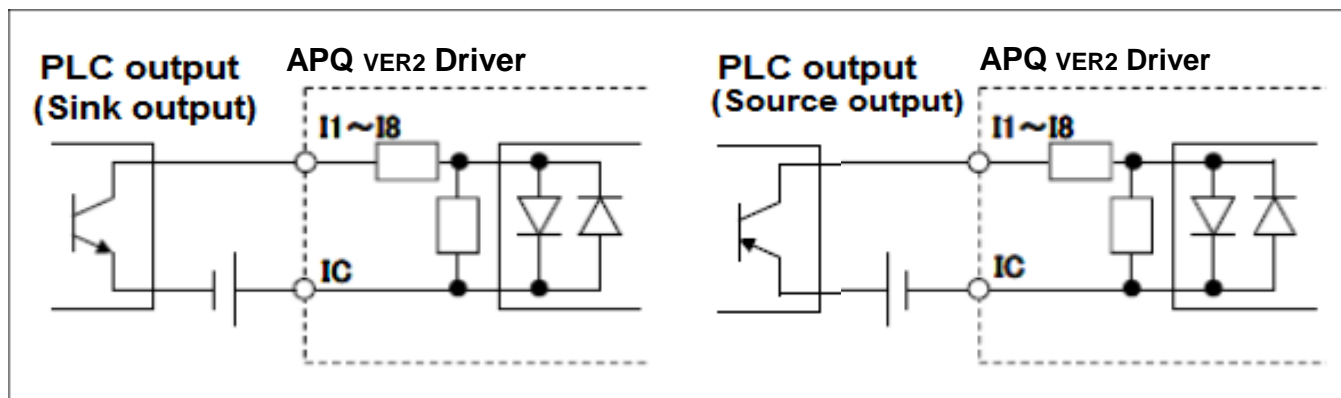 PLC output
(Sink output)
APQ VER2 Driver
I1～I8
IC
PLC output
(Source output)
APQ VER2 Driver
I1～I8
IC